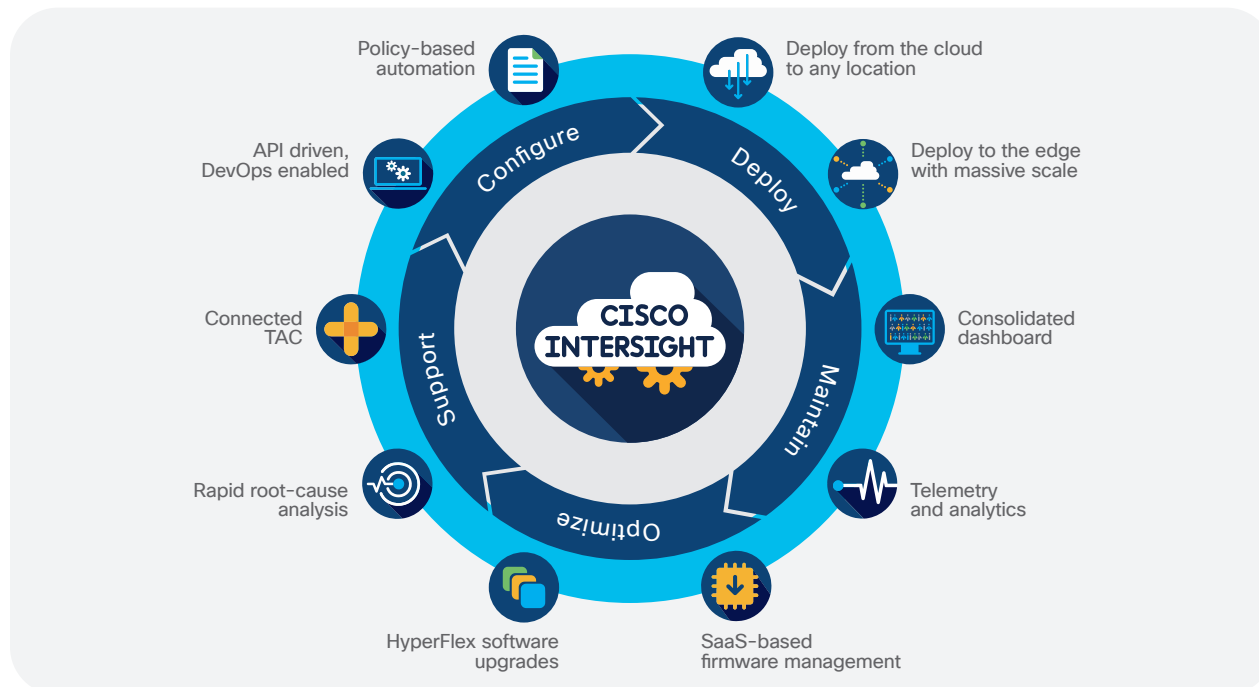 Policy-based
automation
Deploy from the cloud
to any location
API driven,
DevOps enabled
Deploy to the edge
with massive scale
Connected
TAC
Consolidated
dashboard
Rapid root-cause
analysis
Telemetry
and analytics
HyperFlex software
upgrades
SaaS-based
firmware management
Configure
Deploy
Maintain
Optimize
Support
CISCO
INTERSIGHT